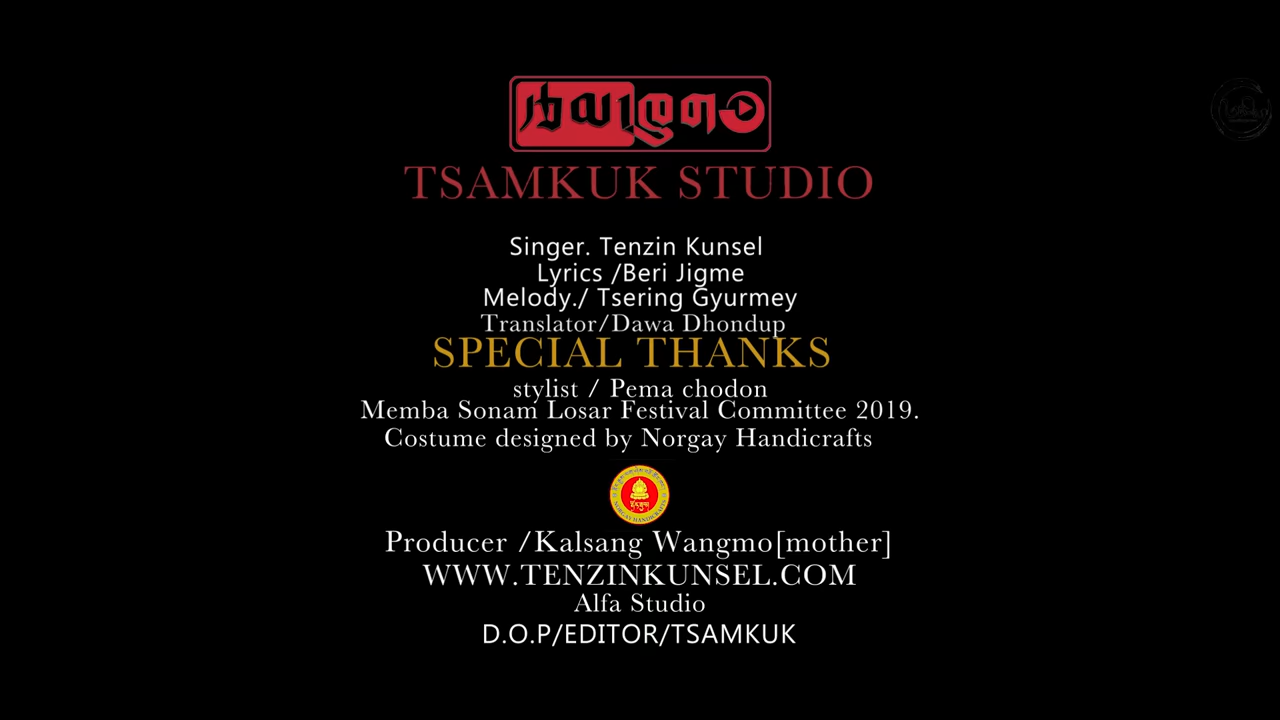 TSAMKUK STUDIO
Singer. Tenzin Kunsel
Lyrics /Beri Jigme
Melody./ Tsering Gyurmey
Translator/Dawa Dhondup
SPECIAL THANKS
stylist / Pema chodon
Memba Sonam Losar Festival Committee 2019.
Costume designed by Norgay Handicrafts
Producer /Kalsang Wangmo[mother]
WWW.TENZINKUNSEL.COM
Alfa Studio
D.O.P/EDITOR/TSAMKUK